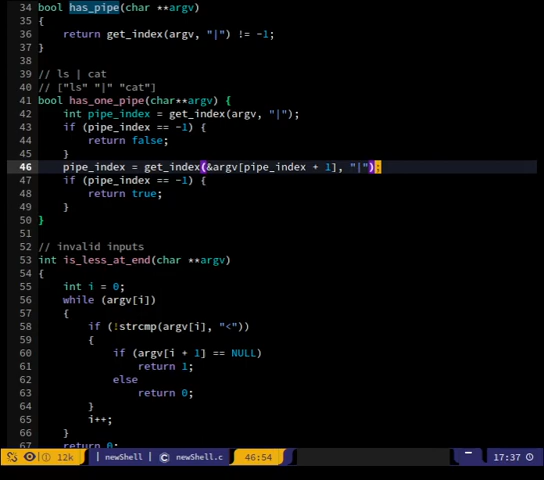 34 bool has_pipe(char **argv)
35 {
36     return get_index(argv, "|") != -1;
37 }
38
39 // ls | cat
40 // ["ls" "|" "cat"]
41 bool has_one_pipe(char**argv) {
42     int pipe_index = get_index(argv, "|");
43     if (pipe_index == -1) {
44         return false;
45     }
46     pipe_index = get_index(&argv[pipe_index + 1], "|");
47     if (pipe_index == -1) {
48         return true;
49     }
50 }
51
52 // invalid inputs
53 int is_less_at_end(char **argv)
54 {
55     int i = 0;
56     while (argv[i])
57     {
58         if (!strcmp(argv[i], "<"))
59         {
60             if (argv[i + 1] == NULL)
61                 return 1;
62             else
63                 return 0;
64         }
65         i++;
66     }
67     return 0;
12k | newShell | C newShell.c 46:54 17:37